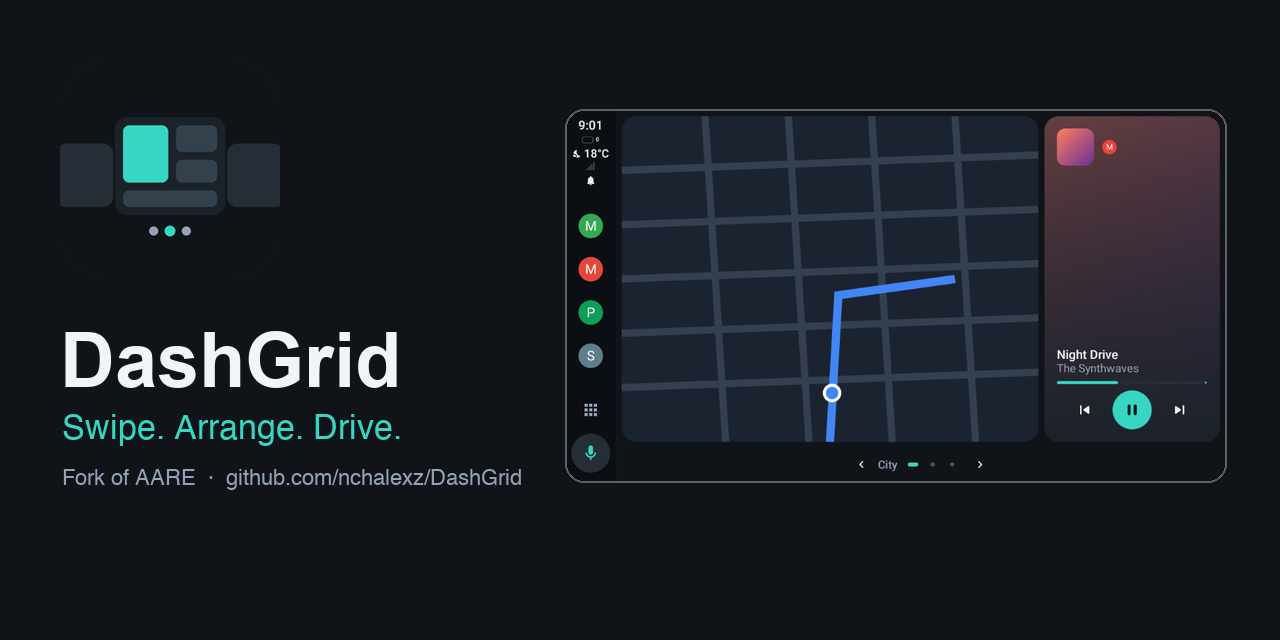 DashGrid
Swipe. Arrange. Drive.
Fork of AARE · github.com/nchalexz/DashGrid
9:01
0
18°C
M
M
P
S
M
Night Drive
The Synthwaves
City